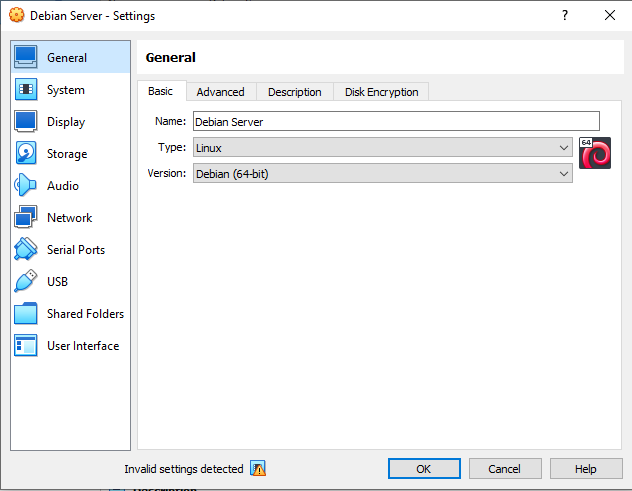 Debian Server - Settings
General
System
Display
Storage
Audio
Network
Serial Ports
USB
Shared Folders
User Interface
General
Basic Advanced Description Disk Encryption
Name: Debian Server
Type: Linux
64
Version: Debian (64-bit)
Invalid settings detected
OK Cancel Help